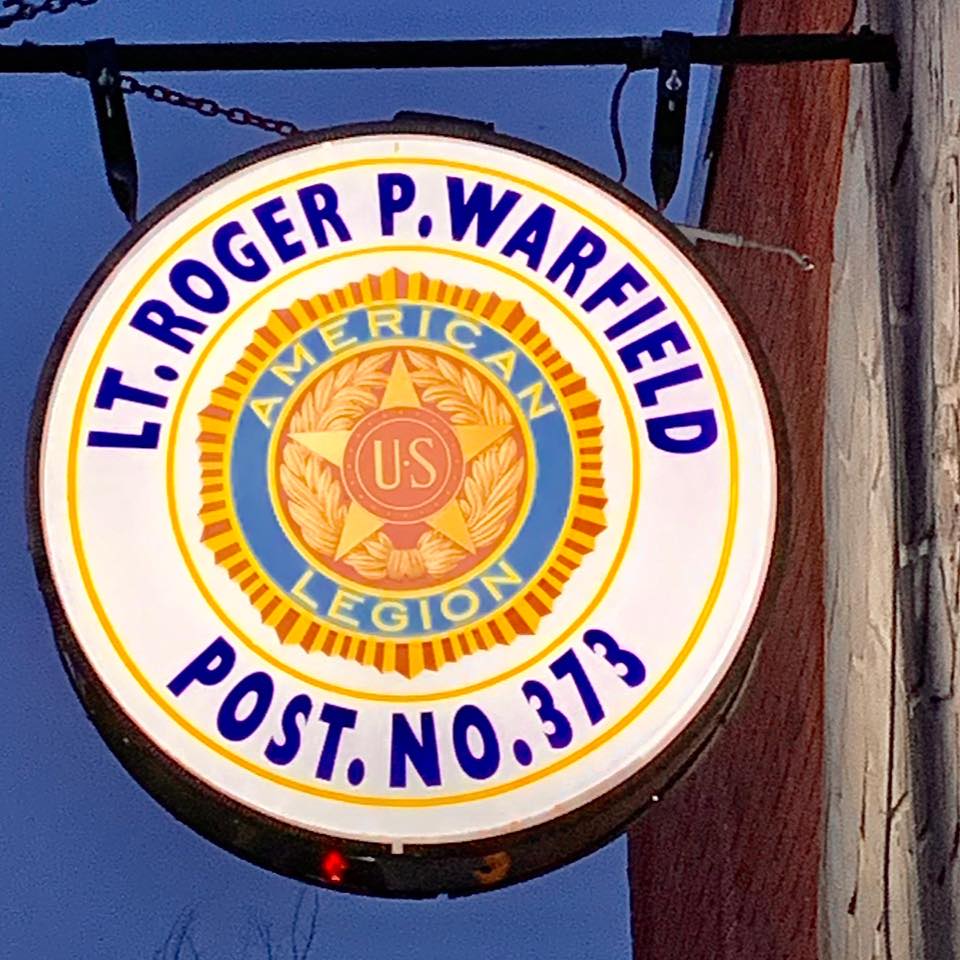 LT. ROGER P. WARFIELD
AMERICAN
U·S
LEGION
POST. NO. 373